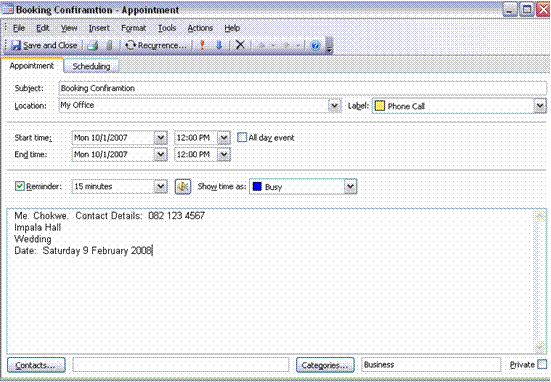 Booking Confiramtion - Appointment
File Edit View Insert Format Tools Actions Help
Save and Close Recurrence...
Appointment Scheduling
Subject: Booking Confiramtion
Location: My Office Label: Phone Call
Start time: Mon 10/1/2007 12:00 PM All day event
End time: Mon 10/1/2007 12:00 PM
Reminder: 15 minutes Show time as: Busy
Me. Chokwe. Contact Details: 082 123 4567
Impala Hall
Wedding
Date: Saturday 9 February 2008
Contacts... Categories... Business Private